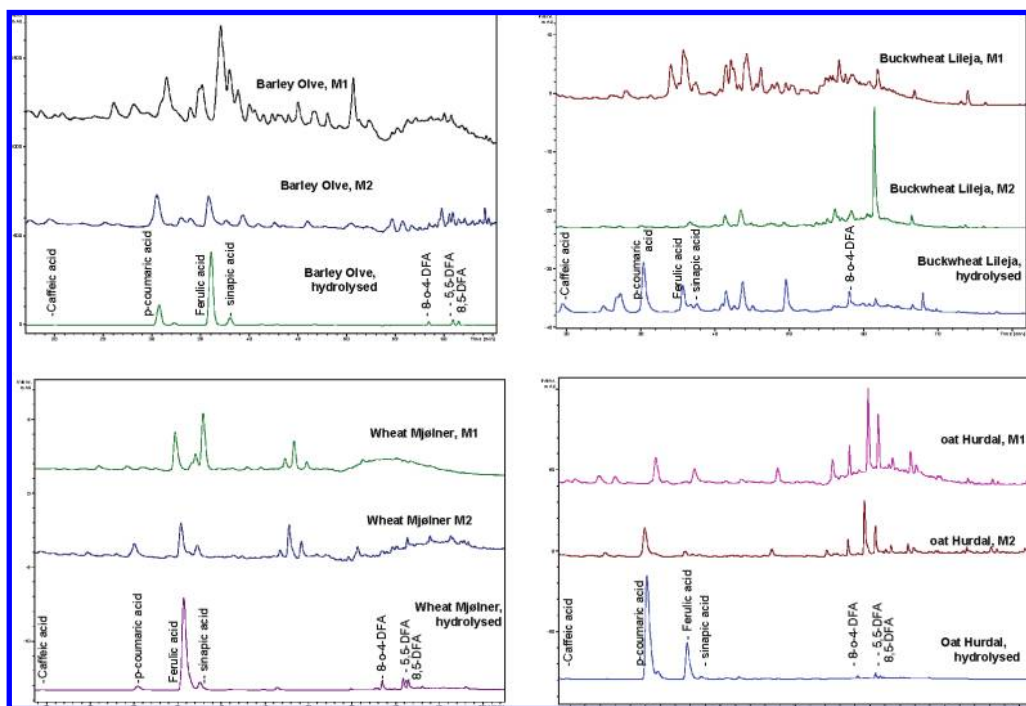 Barley Olve, M1
Barley Olve, M2
Barley Olve,
hydrolysed
-Caffeic acid
p-coumaric acid
Ferulic acid
sinapic acid
8-o-4-DFA
- 5,5-DFA
8,5-DFA
Buckwheat Lileja, M1
Buckwheat Lileja, M2
Buckwheat Lileja,
hydrolysed
-Caffeic acid
p-coumaric
acid
Ferulic acid
sinapic acid
8-o-4-DFA
Wheat Mjølner, M1
Wheat Mjølner M2
Wheat Mjølner,
hydrolysed
-Caffeic acid
p-coumaric acid
Ferulic acid
sinapic acid
8-o-4-DFA
- 5,5-DFA
8,5-DFA
oat Hurdal, M1
oat Hurdal, M2
Oat Hurdal,
hydrolysed
-Caffeic acid
p-coumaric acid
- Ferulic acid
sinapic acid
8-o-4-DFA
- 5,5-DFA
8,5-DFA